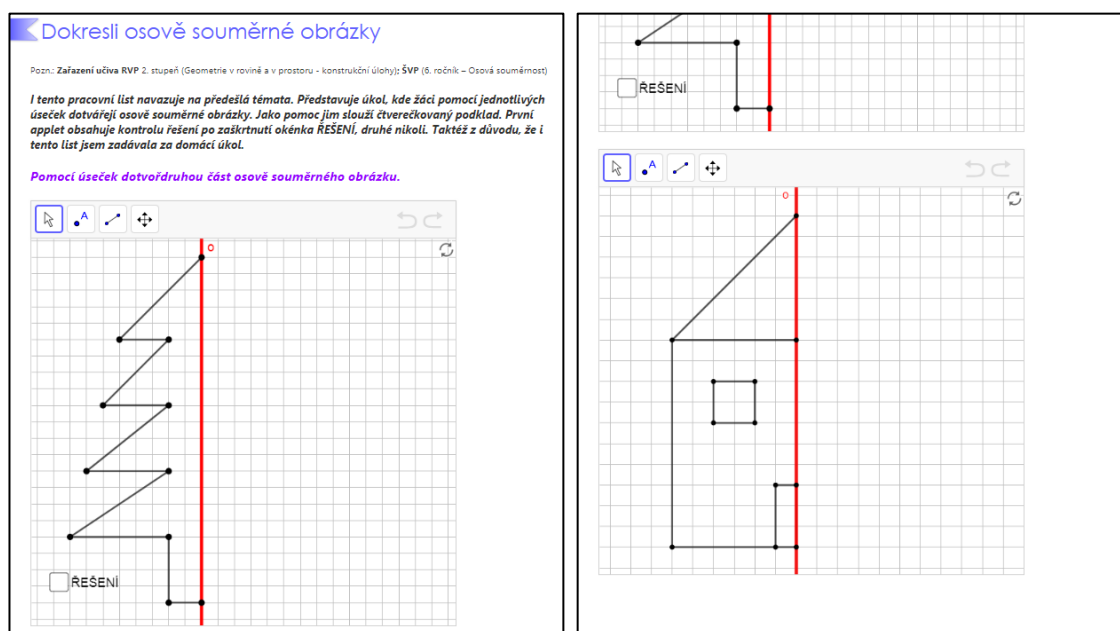 Dokresli osově souměrné obrázky
Pozn.: Zařazení učiva RVP 2. stupeň (Geometrie v rovině a v prostoru - konstrukční úlohy); ŠVP (6. ročník – Osová souměrnost)
I tento pracovní list navazuje na předešlá témata. Představuje úkol, kde žáci pomocí jednotlivých
úseček dotvářejí osově souměrné obrázky. Jako pomoc jim slouží čtverečkovaný podklad. První
applet obsahuje kontrolu řešení po zaškrtnutí okénka ŘEŠENÍ, druhé nikoli. Taktéž z důvodu, že i
tento list jsem zadávala za domácí úkol.
Pomocí úseček dotvořdruhou část osově souměrného obrázku.
A
o
ŘEŠENÍ
ŘEŠENÍ
A
o